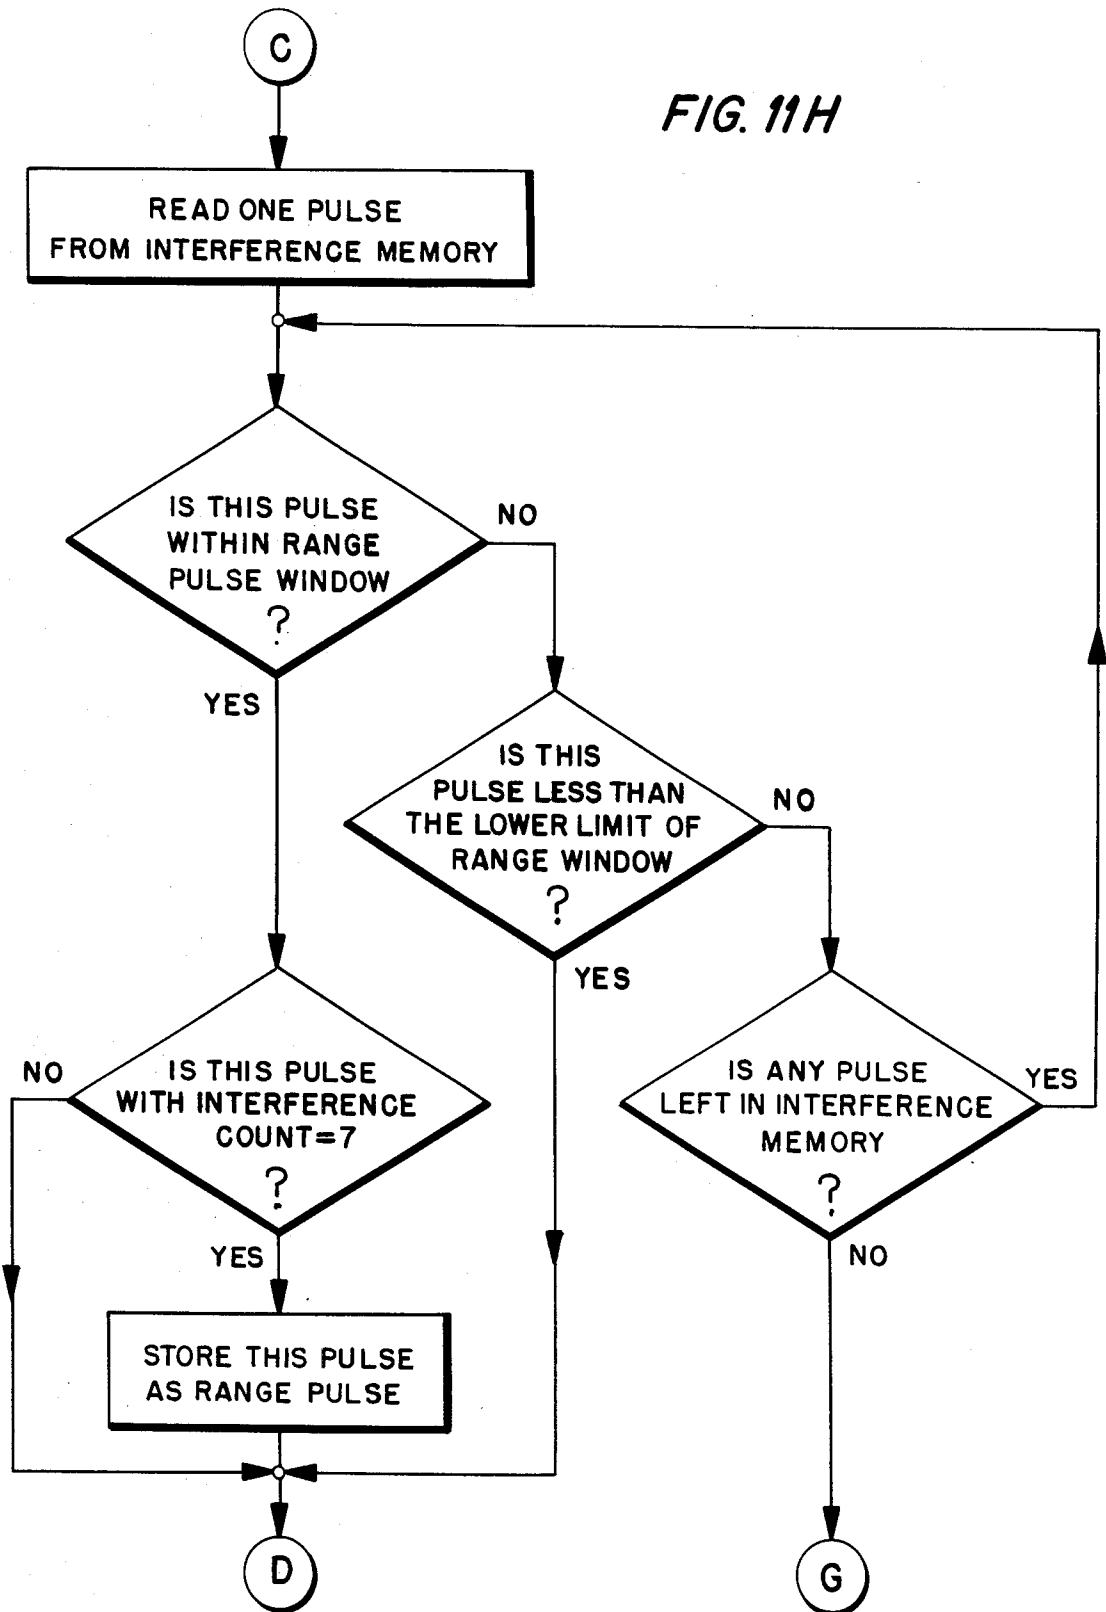 C
FIG. 11H
READ ONE PULSE
FROM INTERFERENCE MEMORY
IS THIS PULSE
WITHIN RANGE
PULSE WINDOW
?
NO
YES
IS THIS
PULSE LESS THAN
THE LOWER LIMIT OF
RANGE WINDOW
?
NO
YES
IS THIS PULSE
WITH INTERFERENCE
COUNT=7
?
NO
YES
IS ANY PULSE
LEFT IN INTERFERENCE
MEMORY
?
YES
NO
STORE THIS PULSE
AS RANGE PULSE
D
G